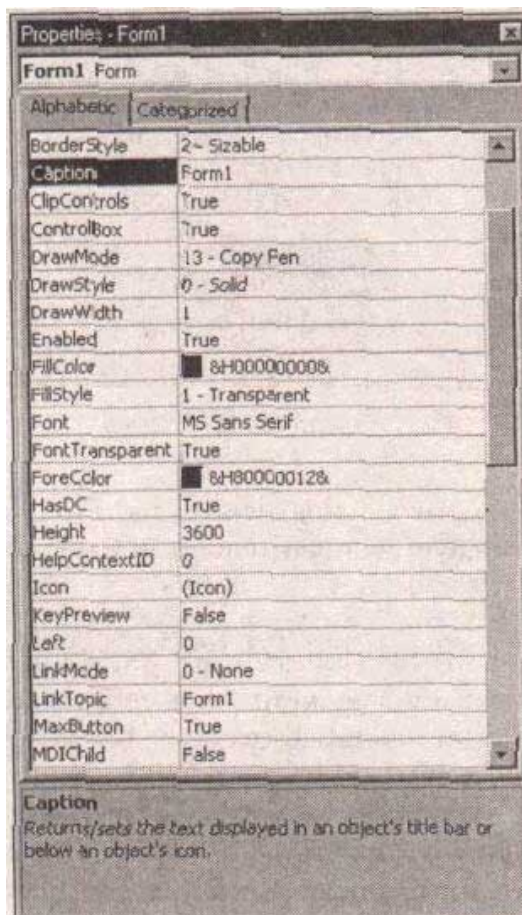 Properties - Form1
Form1 Form
Alphabetic Categorized
BorderStyle 2 - Sizable
Caption Form1
ClipControls True
ControlBox True
DrawMode 13 - Copy Pen
DrawStyle 0 - Solid
DrawWidth 1
Enabled True
FillColor &H00000000&
FillStyle 1 - Transparent
Font MS Sans Serif
FontTransparent True
ForeColor &H80000012&
HasDC True
Height 3600
HelpContextID 0
Icon (Icon)
KeyPreview False
Left 0
LinkMode 0 - None
LinkTopic Form1
MaxButton True
MDIChild False
Caption
Returns/sets the text displayed in an object's title bar or
below an object's icon.